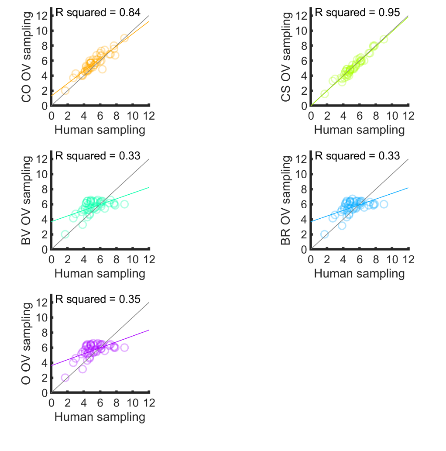 R squared = 0.84
CO OV sampling
12
10
8
6
4
2
0
0 2 4 6 8 10 12
Human sampling
R squared = 0.95
CS OV sampling
12
10
8
6
4
2
0
0 2 4 6 8 10 12
Human sampling
R squared = 0.33
BV OV sampling
12
10
8
6
4
2
0
0 2 4 6 8 10 12
Human sampling
R squared = 0.33
BR OV sampling
12
10
8
6
4
2
0
0 2 4 6 8 10 12
Human sampling
R squared = 0.35
O OV sampling
12
10
8
6
4
2
0
0 2 4 6 8 10 12
Human sampling